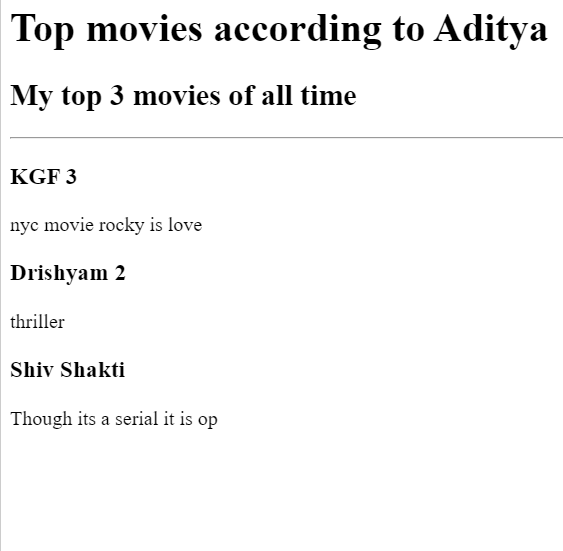 Top movies according to Aditya
My top 3 movies of all time
KGF 3
nyc movie rocky is love
Drishyam 2
thriller
Shiv Shakti
Though its a serial it is op